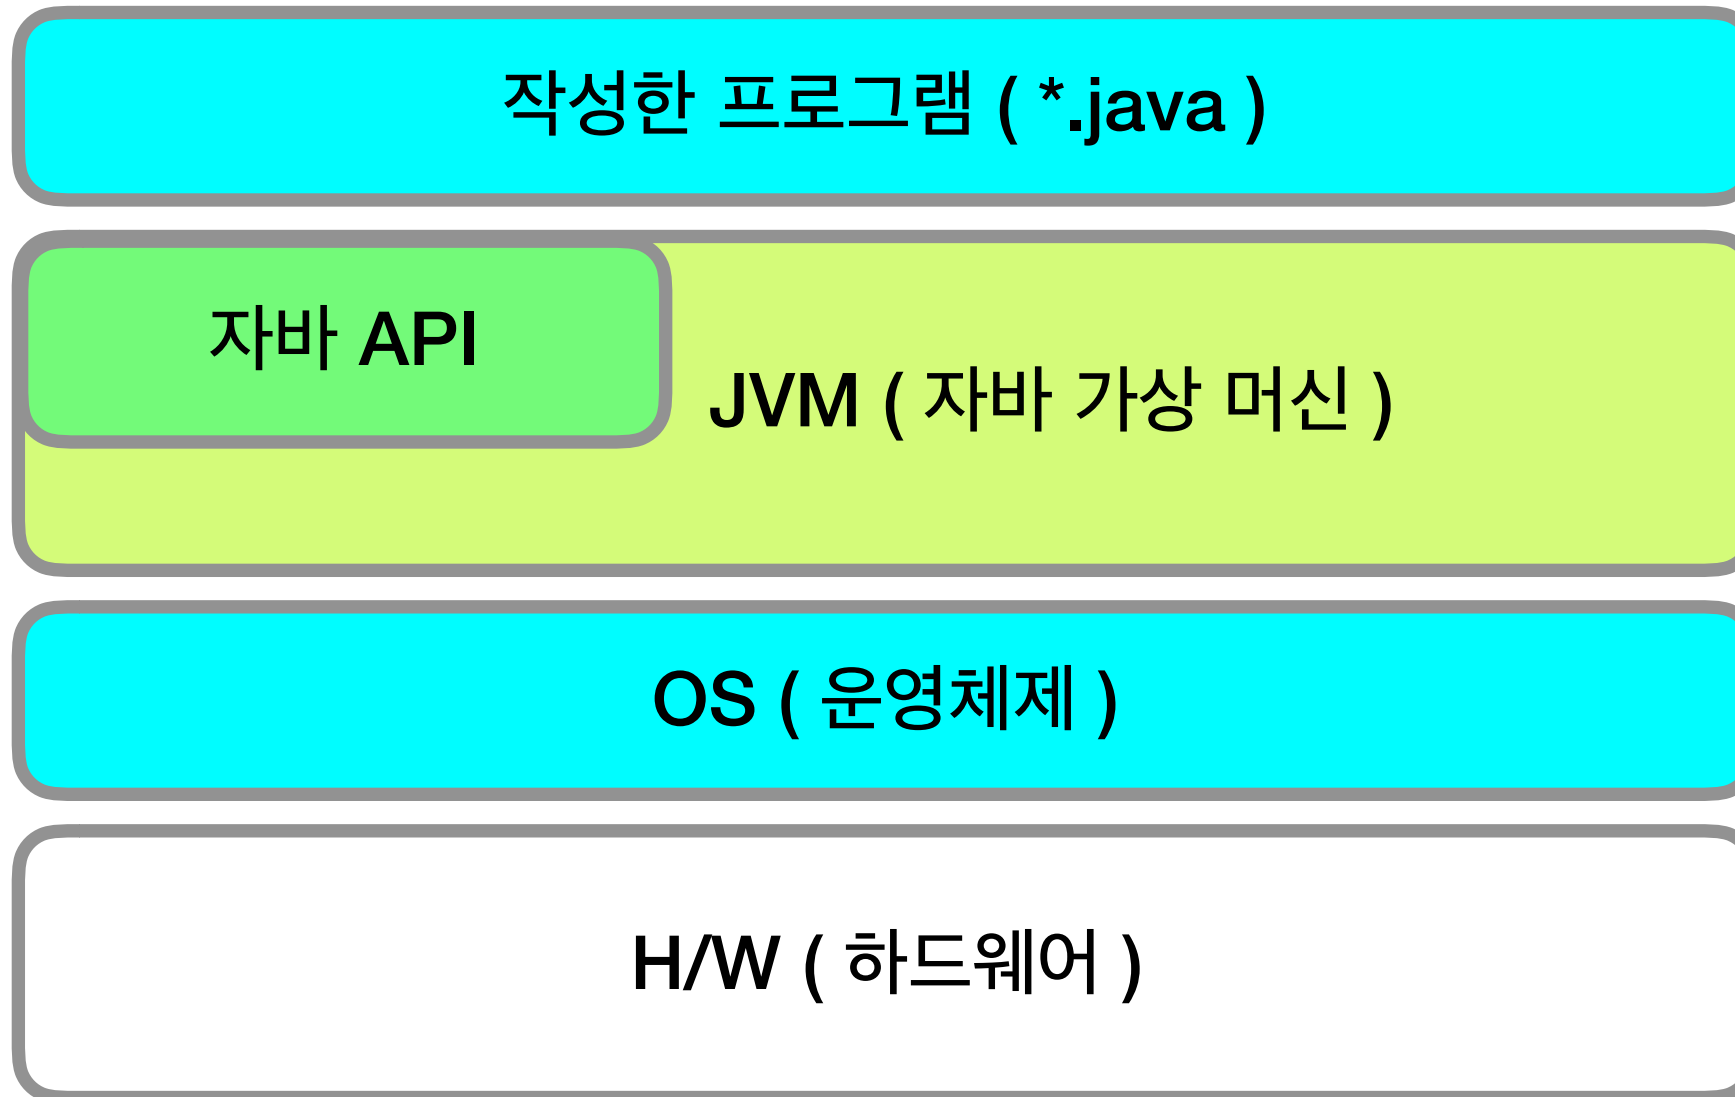 작성한 프로그램 ( *.java )
자바 API
JVM ( 자바 가상 머신 )
OS ( 운영체제 )
H/W ( 하드웨어 )